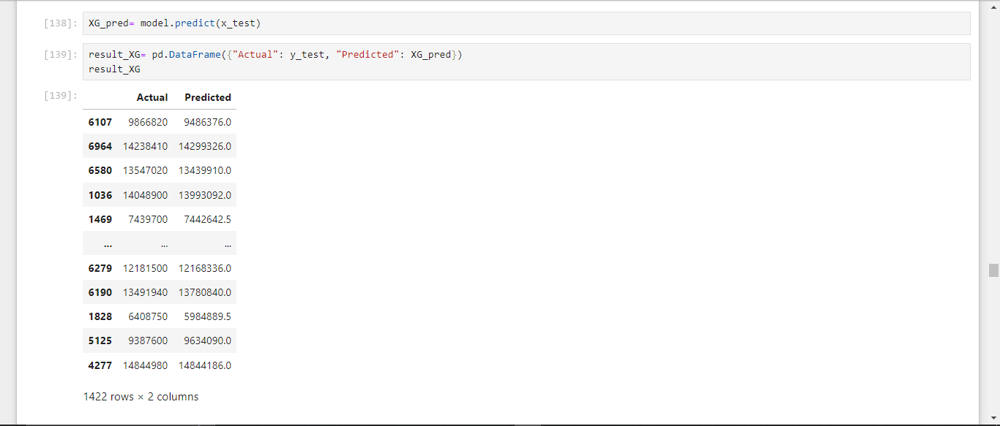 [138]: XG_pred= model.predict(x_test)
[139]: result_XG= pd.DataFrame({"Actual": y_test, "Predicted": XG_pred})
result_XG
[139]:
Actual Predicted
6107 9866820 9486376.0
6964 14238410 14299326.0
6580 13547020 13439910.0
1036 14048900 13993092.0
1469 7439700 7442642.5
... ... ...
6279 12181500 12168336.0
6190 13491940 13780840.0
1828 6408750 5984889.5
5125 9387600 9634090.0
4277 14844980 14844186.0
1422 rows × 2 columns